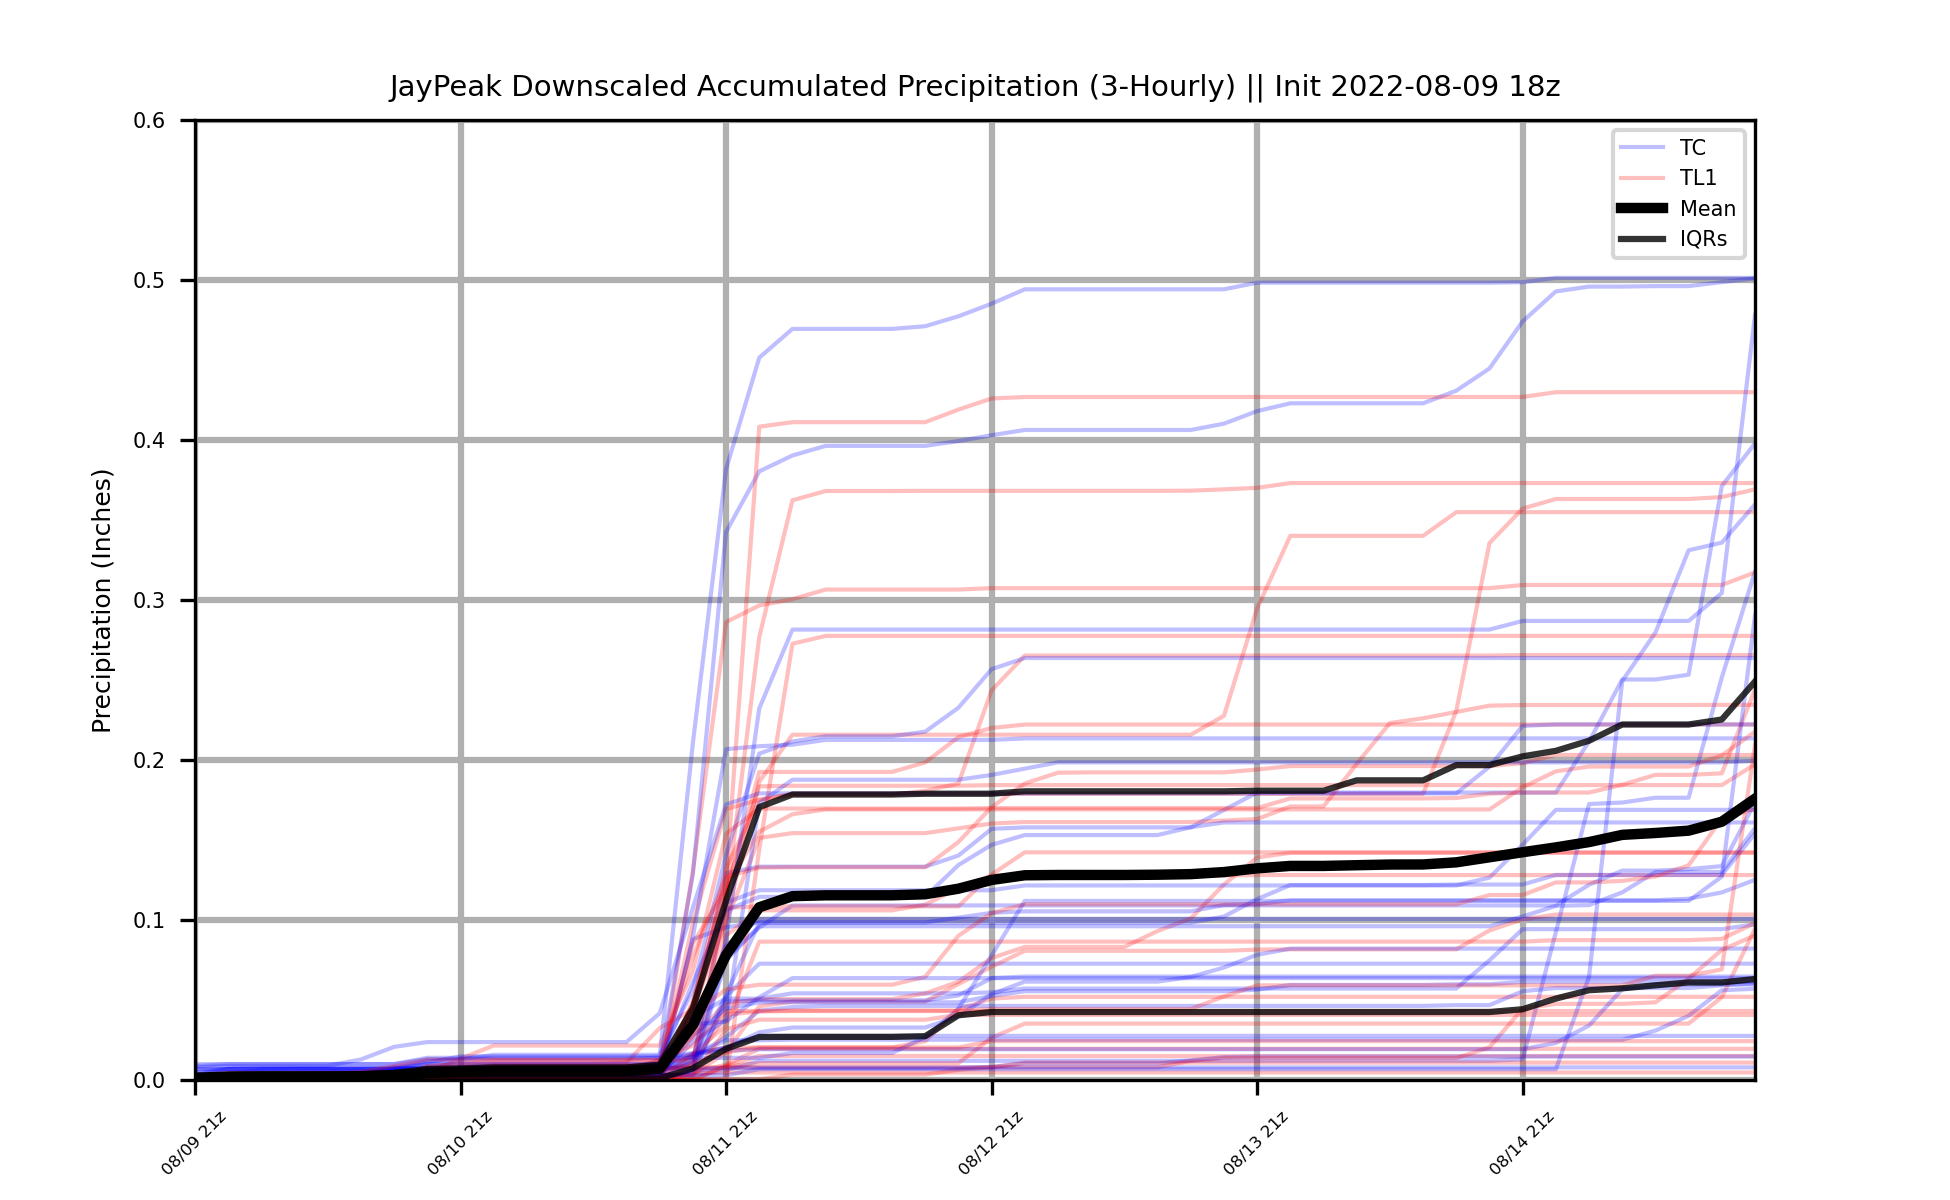 JayPeak Downscaled Accumulated Precipitation (3-Hourly) || Init 2022-08-09 18z
TC
TL1
Mean
IQRs
Precipitation (Inches)
0.6
0.5
0.4
0.3
0.2
0.1
0.0
08/09 21z
08/10 21z
08/11 21z
08/12 21z
08/13 21z
08/14 21z